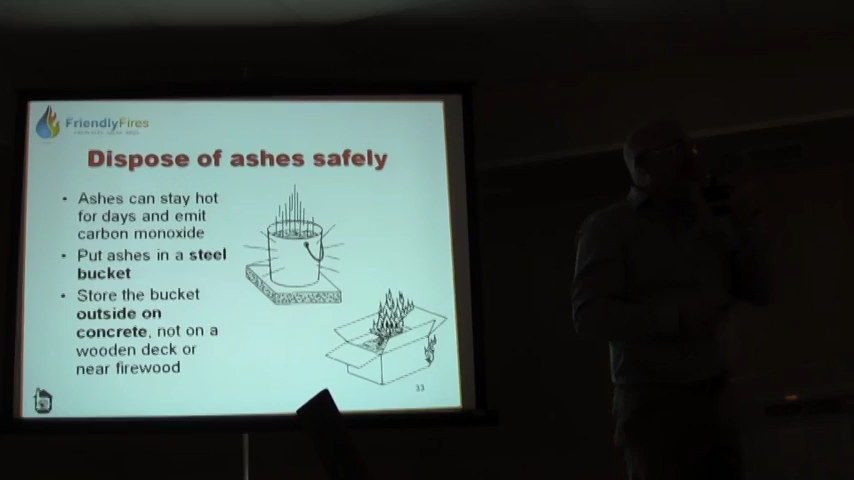 FriendlyFires
Dispose of ashes safely
• Ashes can stay hot
for days and emit
carbon monoxide
• Put ashes in a steel
bucket
• Store the bucket
outside on
concrete, not on a
wooden deck or
near firewood
33